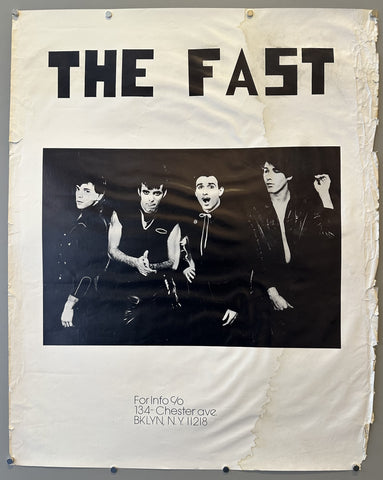 THE FAST
For Info c/o
134-Chester ave.
BKLYN, N.Y. 11218